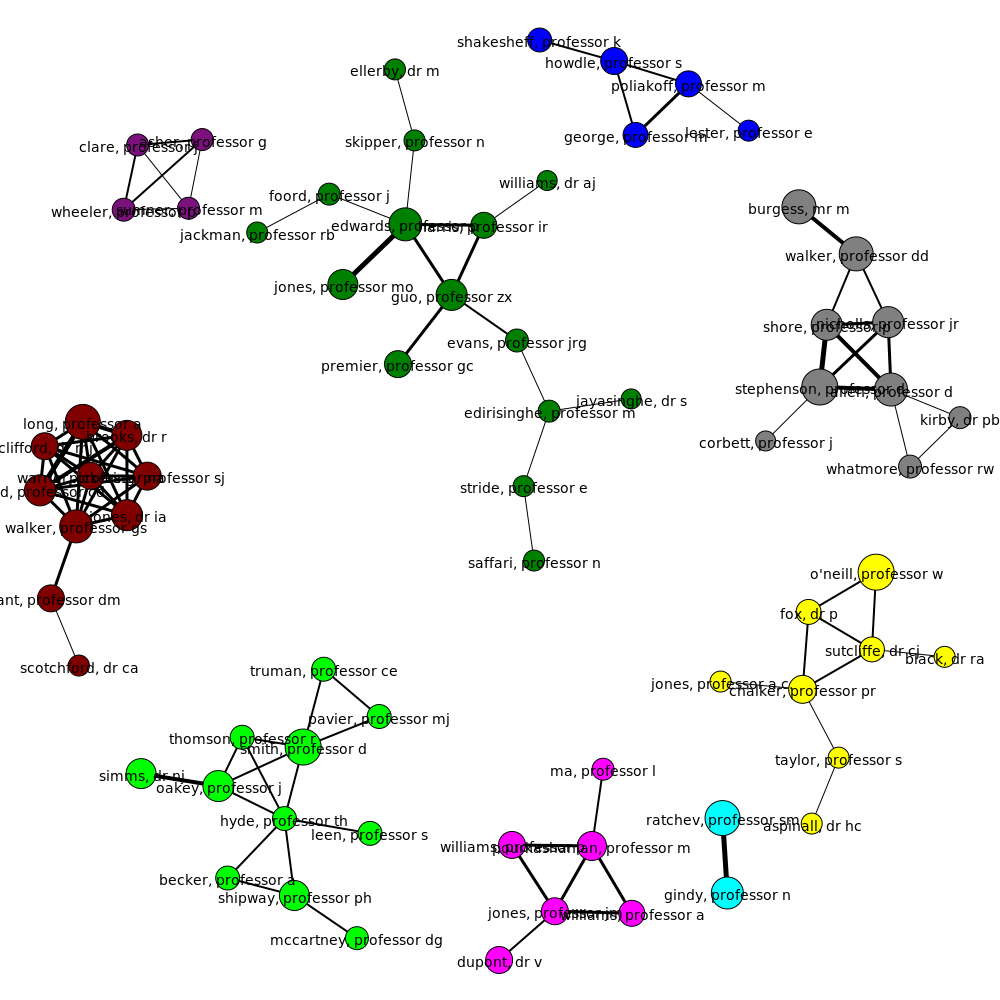 shakesheff, professor k
howdle, professor s
ellerby, dr m
poliakoff, professor m
george, professor m
lester, professor e
skipper, professor n
clare, professor j
asher, professor g
wheeler, professor
professor m
williams, dr aj
foord, professor j
jackman, professor rb
edwards, professor p
professor ir
burgess, mr m
walker, professor dd
jones, professor mo
guo, professor zx
shore, professor p
nicholls, professor jr
evans, professor jrg
premier, professor gc
stephenson, professor d
allen, professor d
jayasinghe, dr s
edirisinghe, professor m
kirby, dr pb
corbett, professor j
whatmore, professor rw
long, professor a
brooks, dr r
clifford,
professor sj
d, professor cd
jones, dr ia
walker, professor gs
stride, professor e
saffari, professor n
ant, professor dm
scotchford, dr ca
o'neill, professor w
fox, dr p
sutcliffe, dr cj
black, dr ra
jones, professor a c
chalker, professor pr
truman, professor ce
pavier, professor mj
thomson, professor r
smith, professor d
simms, dr nj
oakey, professor j
taylor, professor s
ma, professor l
hyde, professor th
leen, professor s
ratchev, professor sm
aspinall, dr hc
williams, professor
professor m
becker, professor a
shipway, professor ph
gindy, professor n
jones, professor
williams, professor a
mccartney, professor dg
dupont, dr v